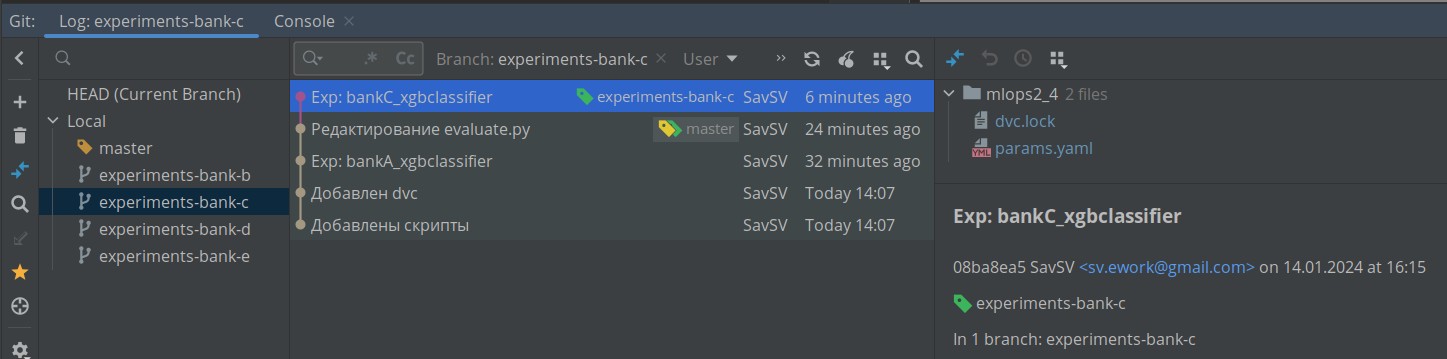 Git: Log: experiments-bank-c × Console ×
.* Cc Branch: experiments-bank-c × User »
HEAD (Current Branch)
Local
master
experiments-bank-b
experiments-bank-c
experiments-bank-d
experiments-bank-e
Exp: bankC_xgbclassifier experiments-bank-c SavSV 6 minutes ago
Редактирование evaluate.py master SavSV 24 minutes ago
Exp: bankA_xgbclassifier SavSV 32 minutes ago
Добавлен dvc SavSV Today 14:07
Добавлены скрипты SavSV Today 14:07
mlops2_4 2 files
dvc.lock
YML params.yaml
Exp: bankC_xgbclassifier
08ba8ea5 SavSV <sv.ework@gmail.com> on 14.01.2024 at 16:15
experiments-bank-c
In 1 branch: experiments-bank-c